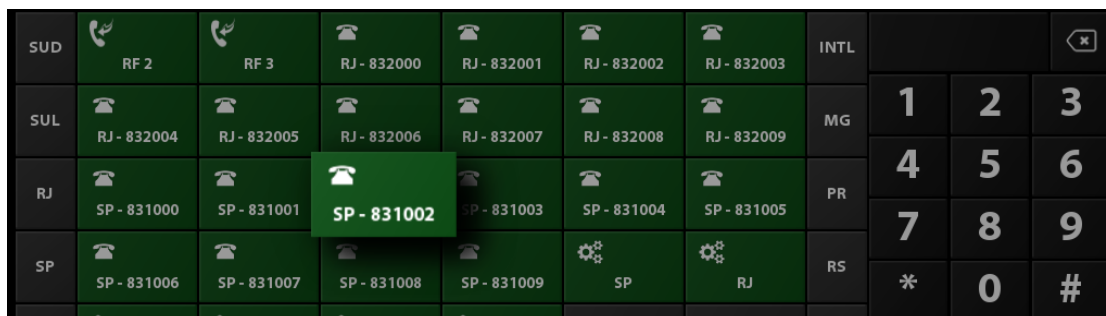 SUD RF 2 RF 3 RJ - 832000 RJ - 832001 RJ - 832002 RJ - 832003 INTL
SUL RJ - 832004 RJ - 832005 RJ - 832006 RJ - 832007 RJ - 832008 RJ - 832009 MG 1 2 3
RJ SP - 831000 SP - 831001 SP - 831002 SP - 831003 SP - 831004 SP - 831005 PR 4 5 6
7 8 9
SP SP - 831006 SP - 831007 SP - 831008 SP - 831009 SP RJ RS * 0 #